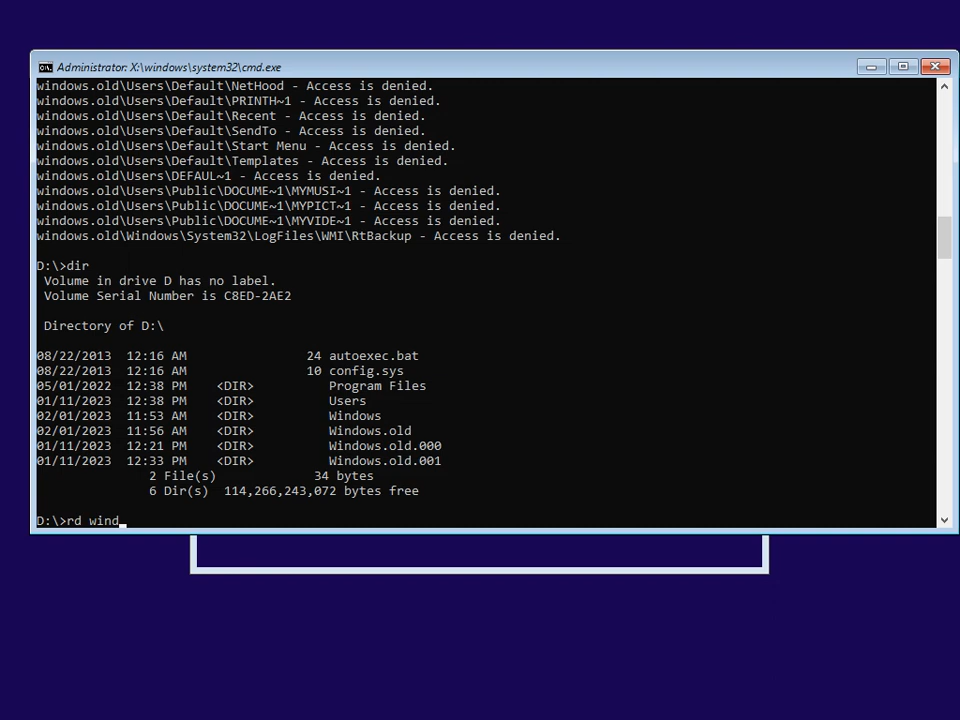 Administrator: X:\windows\system32\cmd.exe
windows.old\Users\Default\NetHood - Access is denied.
windows.old\Users\Default\PRINTH~1 - Access is denied.
windows.old\Users\Default\Recent - Access is denied.
windows.old\Users\Default\SendTo - Access is denied.
windows.old\Users\Default\Start Menu - Access is denied.
windows.old\Users\Default\Templates - Access is denied.
windows.old\Users\DEFAUL~1 - Access is denied.
windows.old\Users\Public\DOCUME~1\MYMUSI~1 - Access is denied.
windows.old\Users\Public\DOCUME~1\MYPICT~1 - Access is denied.
windows.old\Users\Public\DOCUME~1\MYVIDE~1 - Access is denied.
windows.old\Windows\System32\LogFiles\WMI\RtBackup - Access is denied.
D:\>dir
Volume in drive D has no label.
Volume Serial Number is C8ED-2AE2
Directory of D:\
08/22/2013  12:16 AM                24 autoexec.bat
08/22/2013  12:16 AM                10 config.sys
05/01/2022  12:38 PM    <DIR>          Program Files
01/11/2023  12:38 PM    <DIR>          Users
02/01/2023  11:53 AM    <DIR>          Windows
02/01/2023  11:56 AM    <DIR>          Windows.old
01/11/2023  12:21 PM    <DIR>          Windows.old.000
01/11/2023  12:33 PM    <DIR>          Windows.old.001
2 File(s)             34 bytes
6 Dir(s)  114,266,243,072 bytes free
D:\>rd wind_